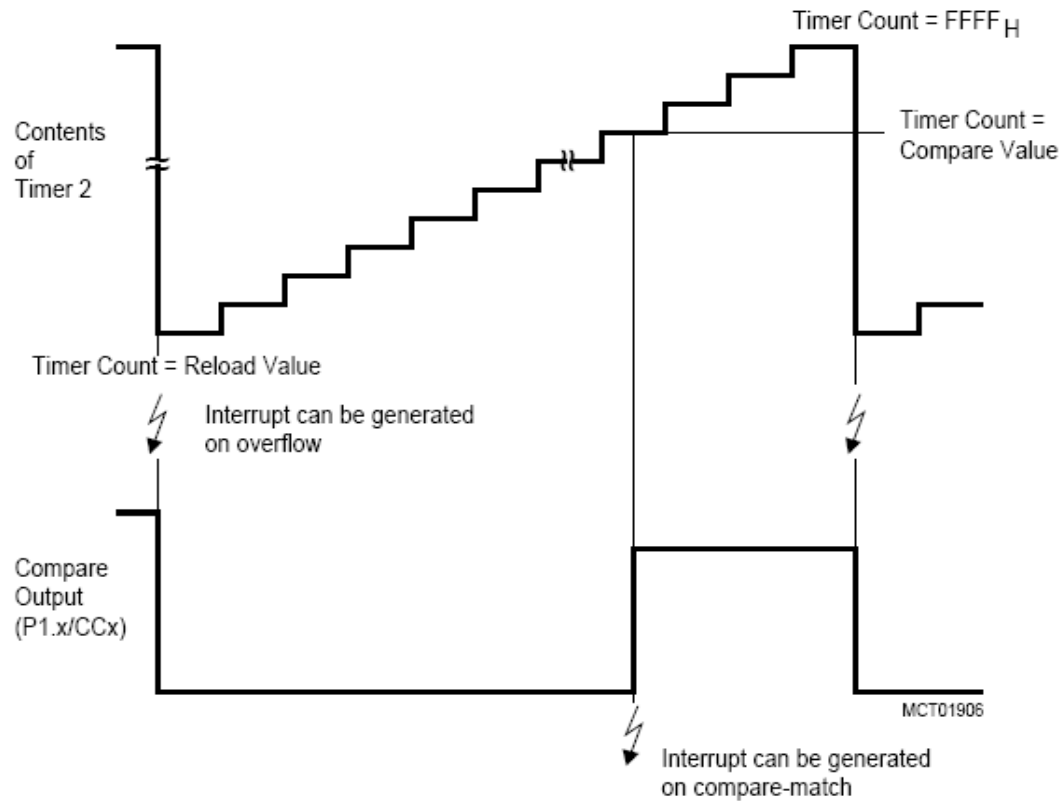 Timer Count = FFFF H
Contents
of
Timer 2
Timer Count =
Compare Value
Timer Count = Reload Value
Interrupt can be generated
on overflow
Compare
Output
(P1.x/CCx)
MCT01906
Interrupt can be generated
on compare-match